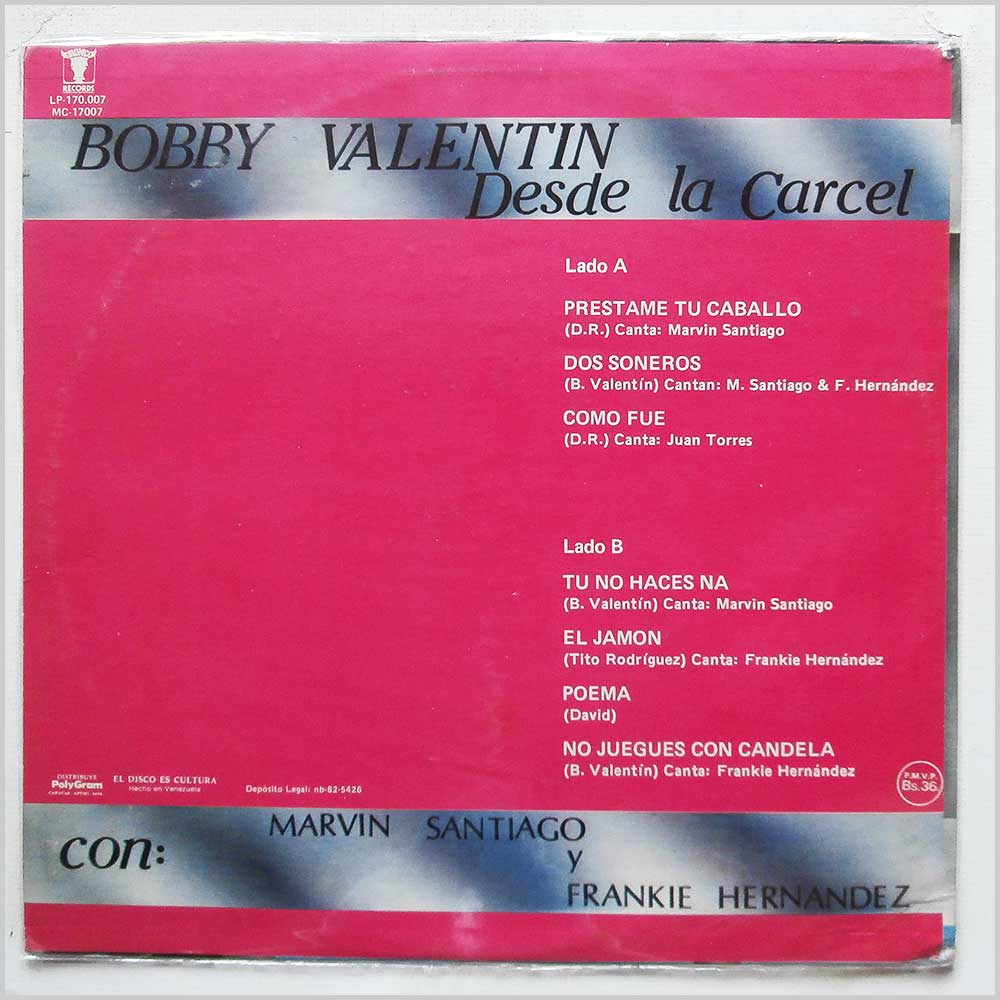 BRONCO
RECORDS
LP-170.007
MC-17007
BOBBY VALENTIN
Desde la Carcel
Lado A
PRESTAME TU CABALLO
(D.R.) Canta: Marvin Santiago
DOS SONEROS
(B. Valentín) Cantan: M. Santiago & F. Hernández
COMO FUE
(D.R.) Canta: Juan Torres
Lado B
TU NO HACES NA
(B. Valentín) Canta: Marvin Santiago
EL JAMON
(Tito Rodríguez) Canta: Frankie Hernández
POEMA
(David)
NO JUEGUES CON CANDELA
(B. Valentín) Canta: Frankie Hernández
DISTRIBUYE
PolyGram
EL DISCO ES CULTURA
Hecho en Venezuela
Depósito Legal: nb-82-5426
P.M.V.P.
Bs.36.
con:
MARVIN SANTIAGO
y
FRANKIE HERNANDEZ